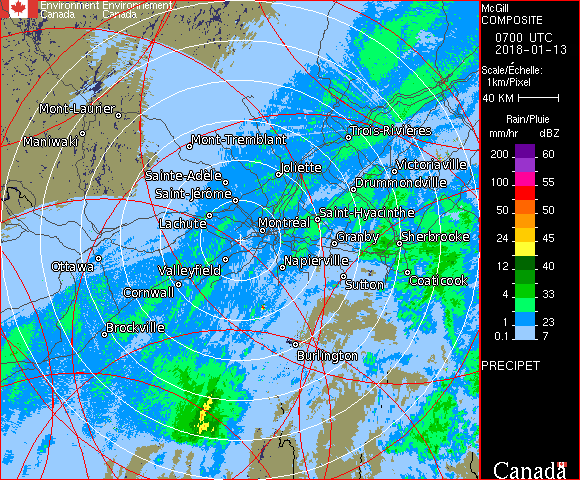 Environment Environnement
Canada Canada
McGill
COMPOSITE
0700 UTC
2018-01-13
Scale/Échelle:
1km/Pixel
40 KM
Rain/Pluie
mm/hr dBZ
200 60
100 55
50 50
24 45
12 40
4 33
1 23
0.1 7
PRECIPET
Canada
Mont-Laurier
Maniwaki
Mont-Tremblant
Trois-Rivières
Joliette
Victoriaville
Sainte-Adèle
Drummondville
Saint-Jérôme
Saint-Hyacinthe
Lachute
Montréal
Granby
Sherbrooke
Ottawa
Valleyfield
Napierville
Coaticook
Cornwall
Sutton
Brockville
Burlington